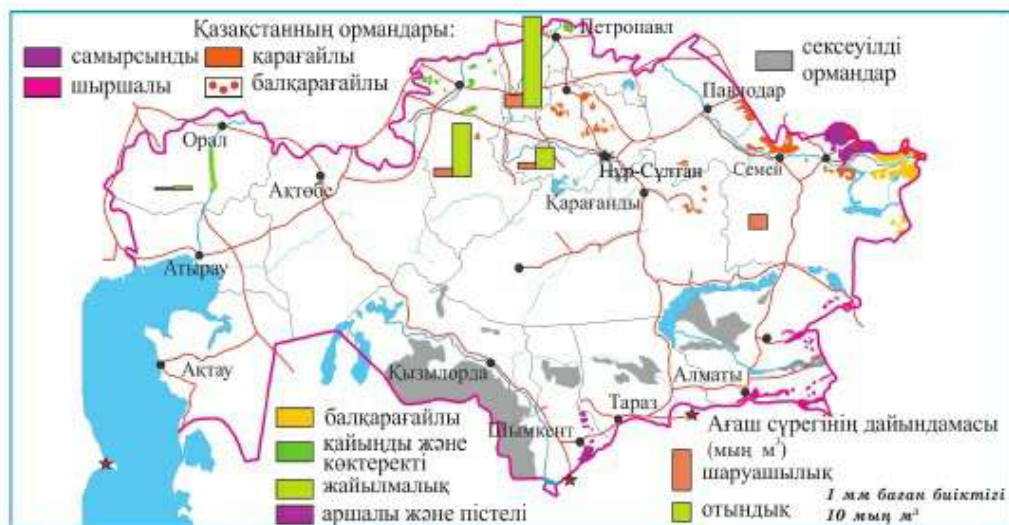 Қазақстанның ормандары:
самырсынды
қарағайлы
шыршалы
балқарағайлы
сексеуілді
ормандар
Петропавл
Павлодар
Орал
Ақтөбе
Нұр-Сұлтан
Семей
Қарағанды
Атырау
Ақтау
Қызылорда
Алматы
Тараз
Шымкент
балқарағайлы
қайыңды және
көктеректі
жайылмалық
аршалы және пістелі
Ағаш сүрегінің дайындамасы
(мың м³)
шаруашылық
отындық
1 мм баған биіктігі
10 мың м³